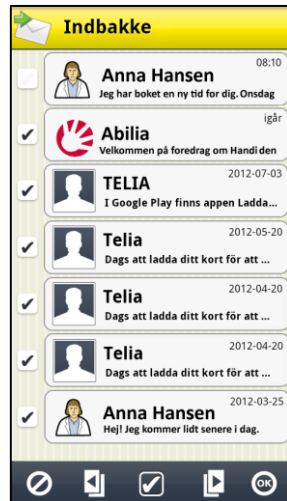 Indbakke
08:10
Anna Hansen
Jeg har boket en ny tid for dig. Onsdag
igår
Abilia
Velkommen på foredrag om Handi den
2012-07-03
TELIA
I Google Play finns appen Ladda...
2012-05-20
Telia
Dags att ladda ditt kort för att ...
2012-04-20
Telia
Dags att ladda ditt kort för att ...
2012-04-20
Telia
Dags att ladda ditt kort för att ...
2012-03-25
Anna Hansen
Hej! Jeg kommer lidt senere i dag.
OK